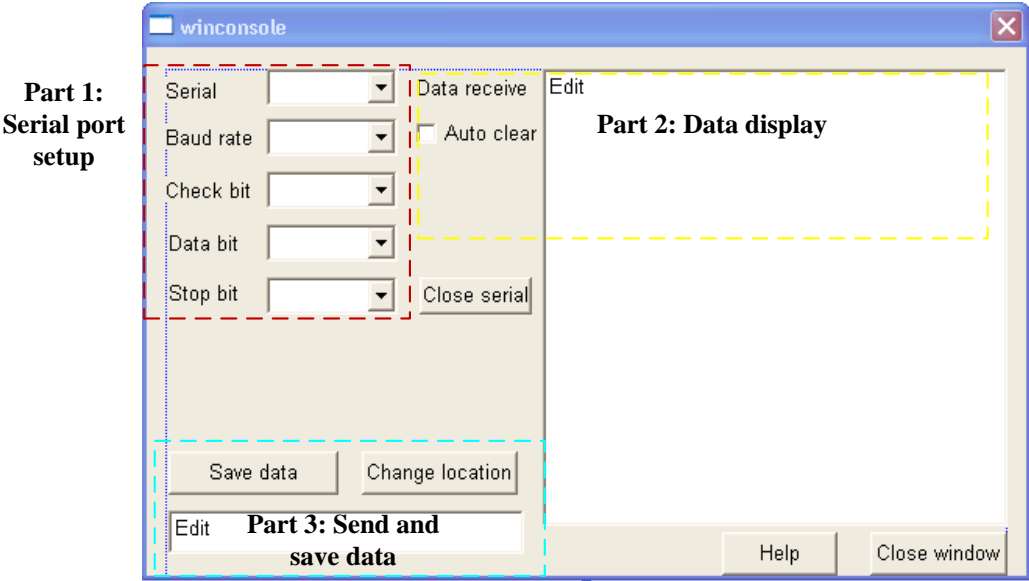 winconsole
Part 1:
Serial port
setup
Serial
Baud rate
Check bit
Data bit
Stop bit
Data receive
Auto clear
Close serial
Edit
Part 2: Data display
Save data
Change location
Edit
Part 3: Send and
save data
Help
Close window